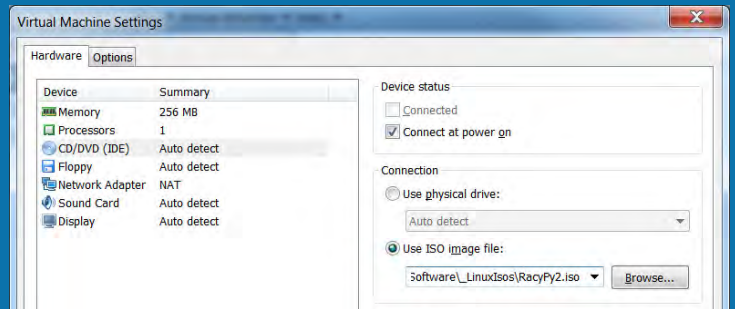 Virtual Machine Settings
X
Hardware Options
Device Summary
Memory 256 MB
Processors 1
CD/DVD (IDE) Auto detect
Floppy Auto detect
Network Adapter NAT
Sound Card Auto detect
Display Auto detect
Device status
Connected
Connect at power on
Connection
Use physical drive:
Auto detect
Use ISO image file:
Software\_LinuxIsos\RacyPy2.iso Browse...